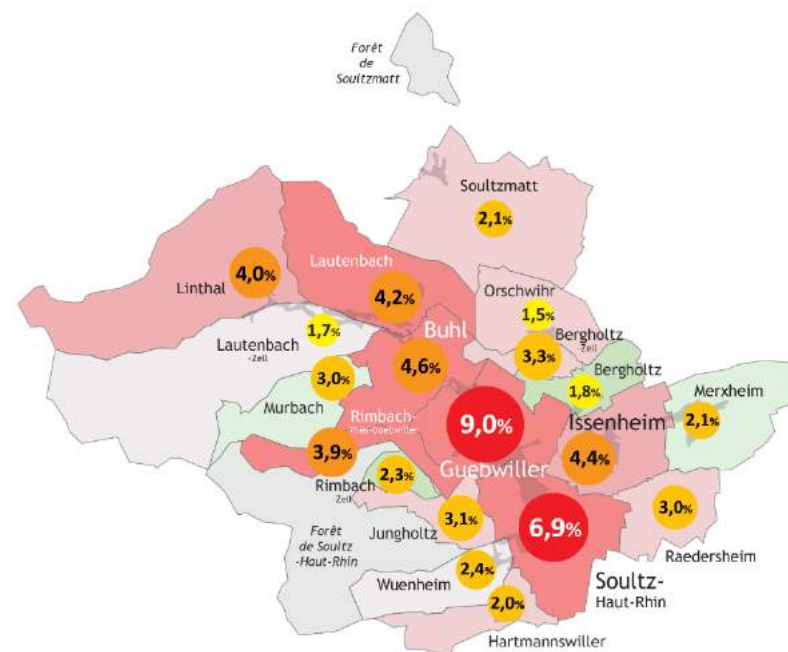 Forêt
de
Soultzmatt
Soultzmatt
2,1%
Lautenbach
4,0%
Linthal
4,2%
Orschwihr
1,5%
1,7%
Lautenbach
-Zell
Buhl
Bergholtz
-Zell
3,3%
4,6%
Bergholtz
3,0%
1,8%
Merxheim
Murbach
Rimbach-
Phès-Guebwiller
9,0%
Issenheim
2,1%
3,9%
Guebwiller
4,4%
2,3%
Rimbach
-Zell
3,1%
6,9%
3,0%
Forêt
de Soultz
-Haut-Rhin
Jungholtz
Raedersheim
2,4%
Wuenheim
Soultz-
Haut-Rhin
2,0%
Hartmannswiller